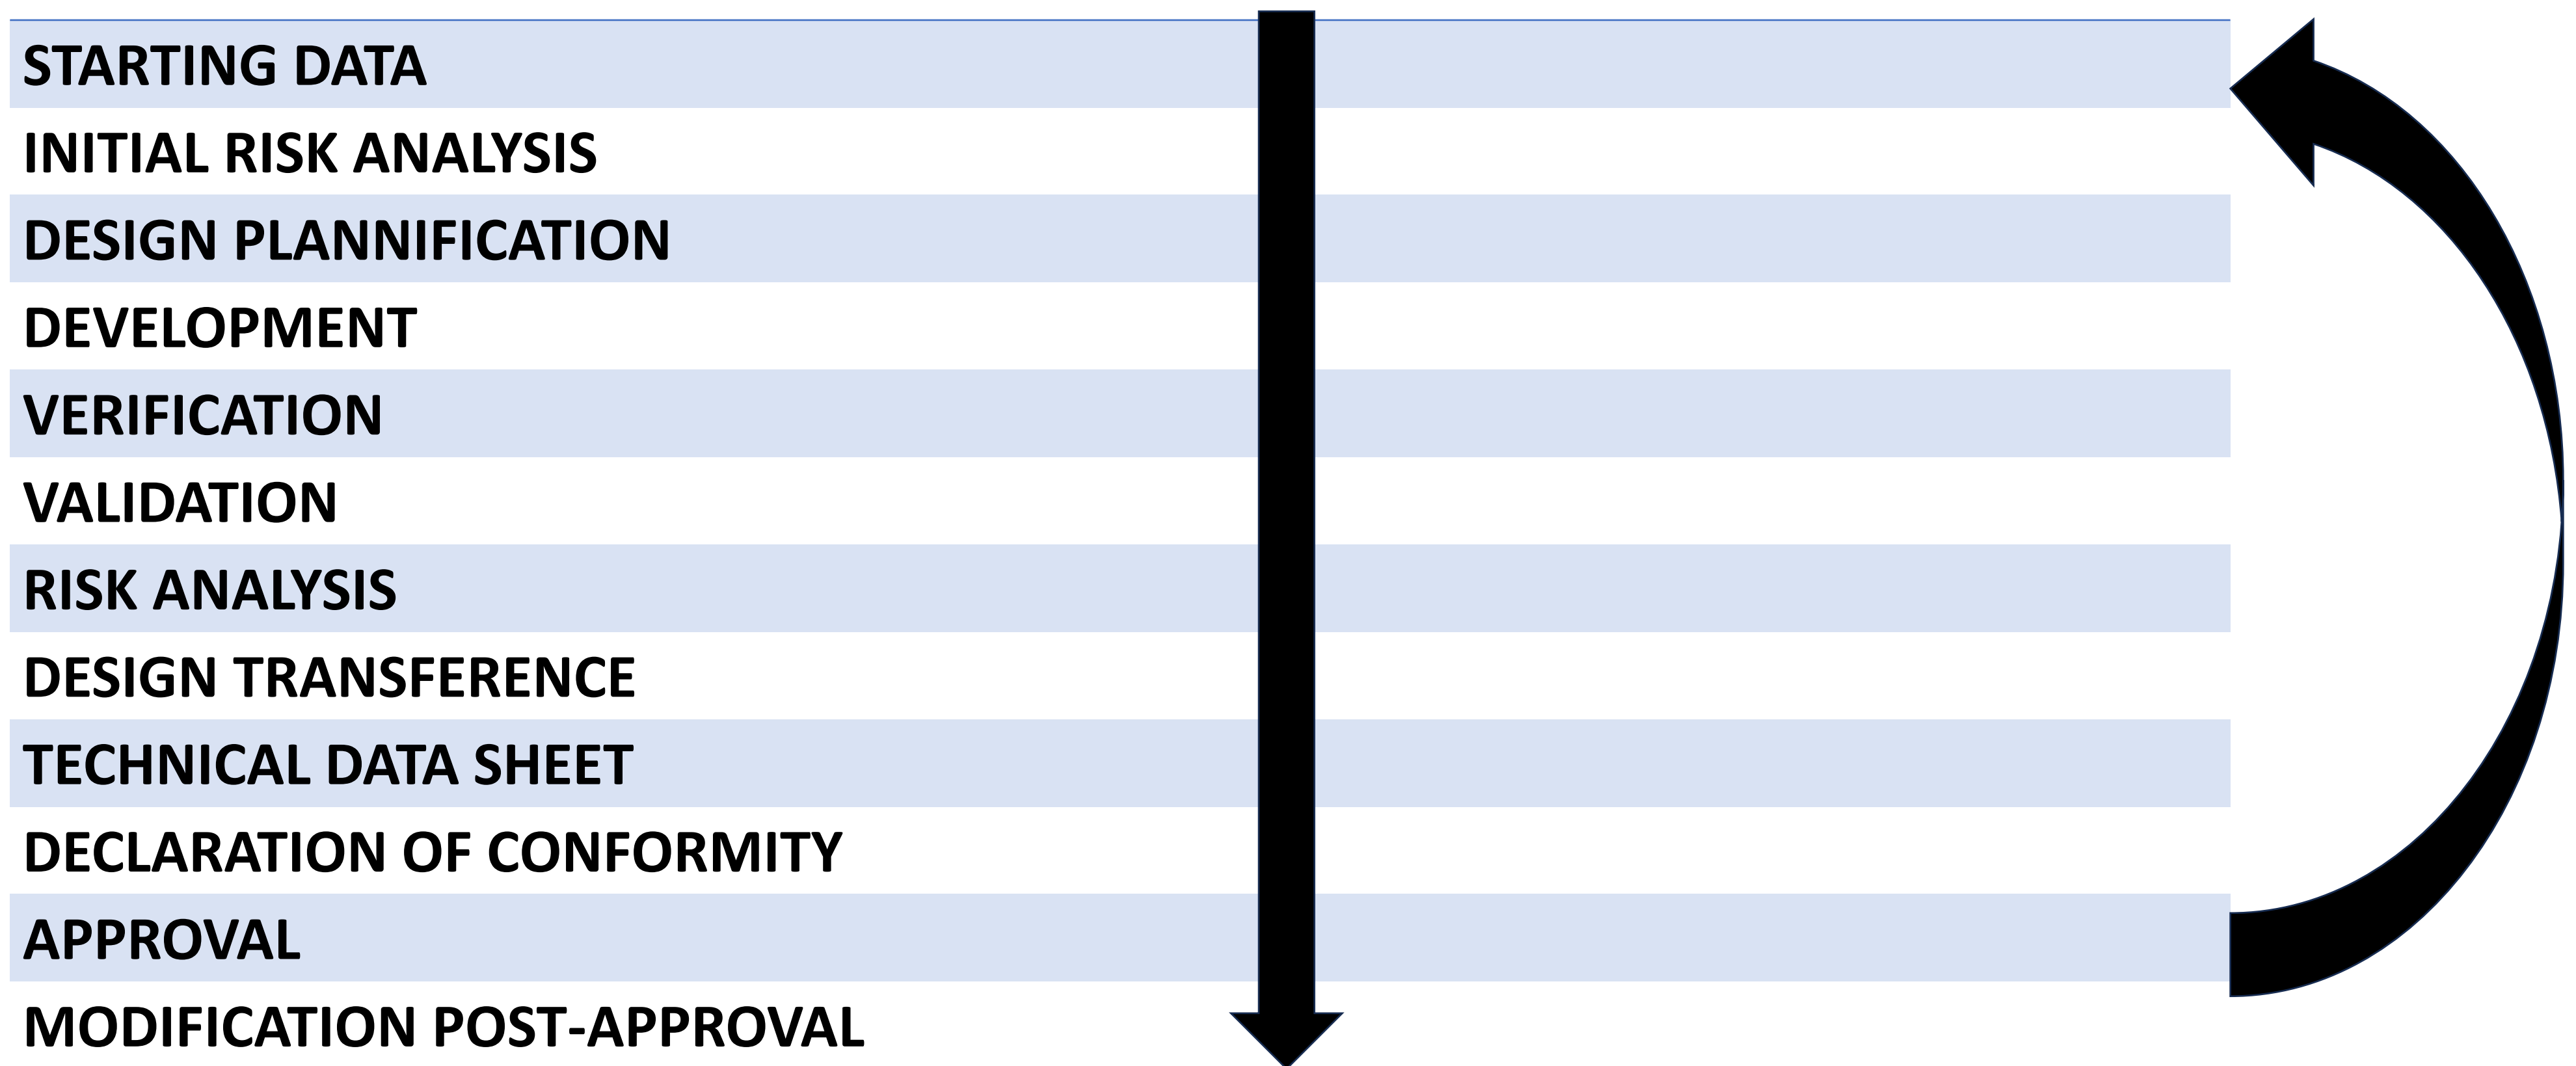 STARTING DATA
INITIAL RISK ANALYSIS
DESIGN PLANNIFICATION
DEVELOPMENT
VERIFICATION
VALIDATION
RISK ANALYSIS
DESIGN TRANSFERENCE
TECHNICAL DATA SHEET
DECLARATION OF CONFORMITY
APPROVAL
MODIFICATION POST-APPROVAL